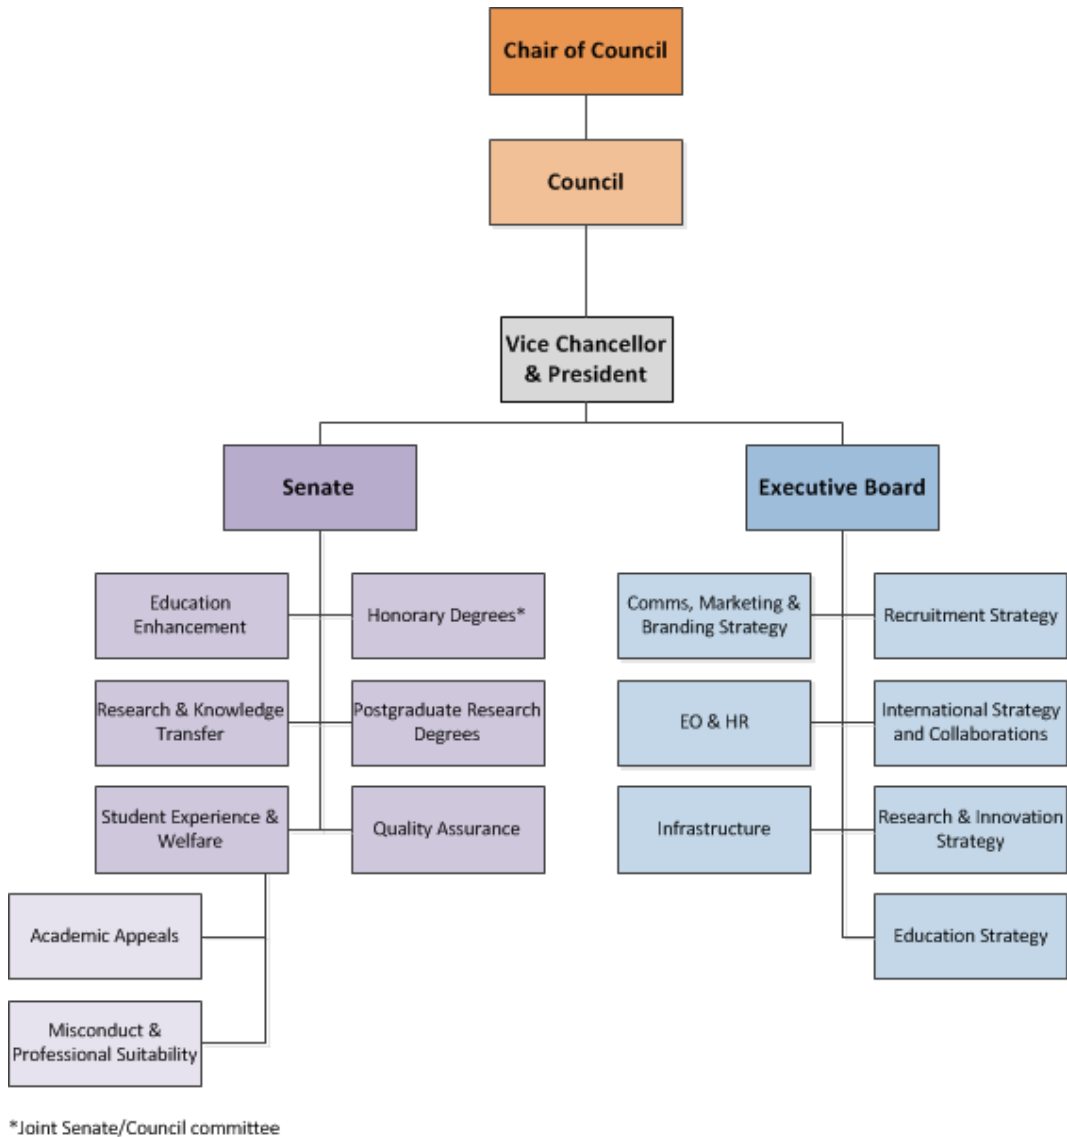 Chair of Council
Council
Vice Chancellor
& President
Senate
Executive Board
Education
Enhancement
Honorary Degrees*
Comms, Marketing &
Branding Strategy
Recruitment Strategy
Research & Knowledge
Transfer
Postgraduate Research
Degrees
EO & HR
International Strategy
and Collaborations
Student Experience &
Welfare
Quality Assurance
Infrastructure
Research & Innovation
Strategy
Academic Appeals
Education Strategy
Misconduct &
Professional Suitability
*Joint Senate/Council committee